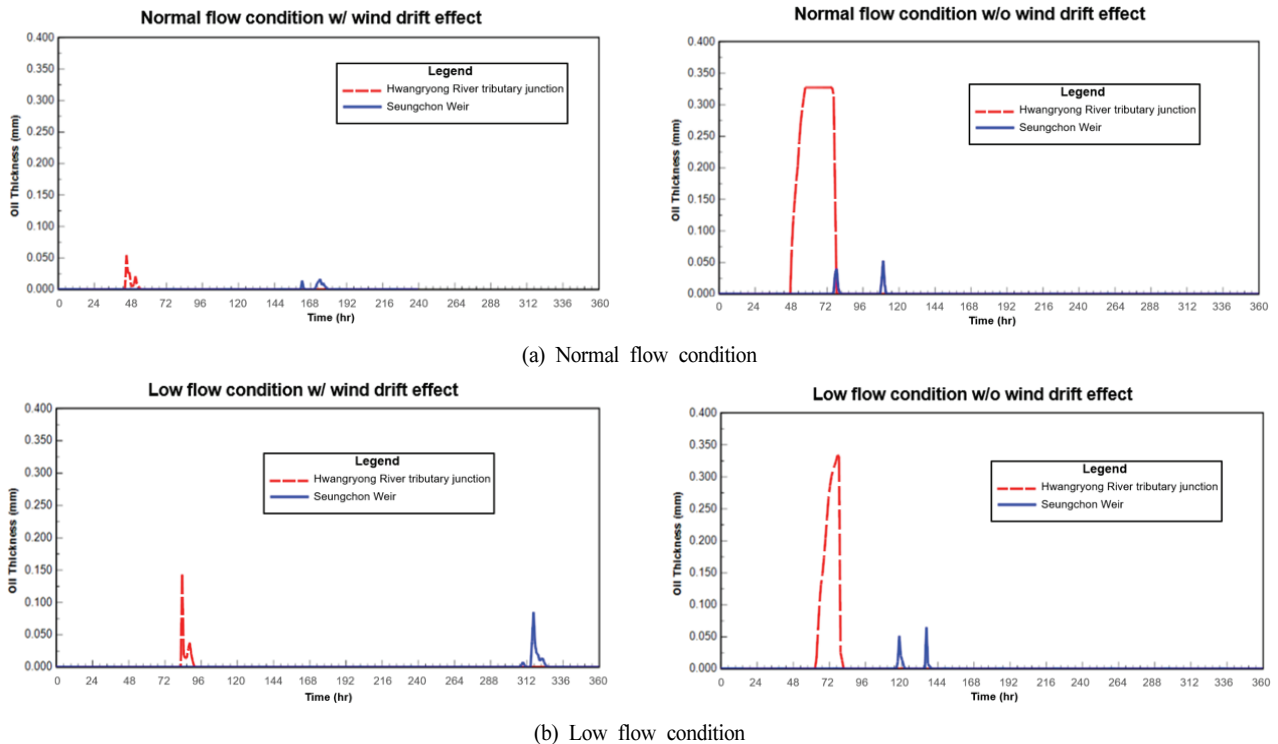 Normal flow condition w/ wind drift effect
0.400
0.350
0.300
0.250
0.200
0.150
0.100
0.050
0.000
Oil Thickness (mm)
Legend
Hwangryong River tributary junction
Seungchon Weir
0 24 48 72 96 120 144 168 192 216 240 264 288 312 336 360
Time (hr)
Normal flow condition w/o wind drift effect
0.400
0.350
0.300
0.250
0.200
0.150
0.100
0.050
0.000
Oil Thickness (mm)
Legend
Hwangryong River tributary junction
Seungchon Weir
0 24 48 72 96 120 144 168 192 216 240 264 288 312 336 360
Time (hr)
(a) Normal flow condition
Low flow condition w/ wind drift effect
0.400
0.350
0.300
0.250
0.200
0.150
0.100
0.050
0.000
Oil Thickness (mm)
Legend
Hwangryong River tributary junction
Seungchon Weir
0 24 48 72 96 120 144 168 192 216 240 264 288 312 336 360
Time (hr)
Low flow condition w/o wind drift effect
0.400
0.350
0.300
0.250
0.200
0.150
0.100
0.050
0.000
Oil Thickness (mm)
Legend
Hwangryong River tributary junction
Seungchon Weir
0 24 48 72 96 120 144 168 192 216 240 264 288 312 336 360
Time (hr)
(b) Low flow condition